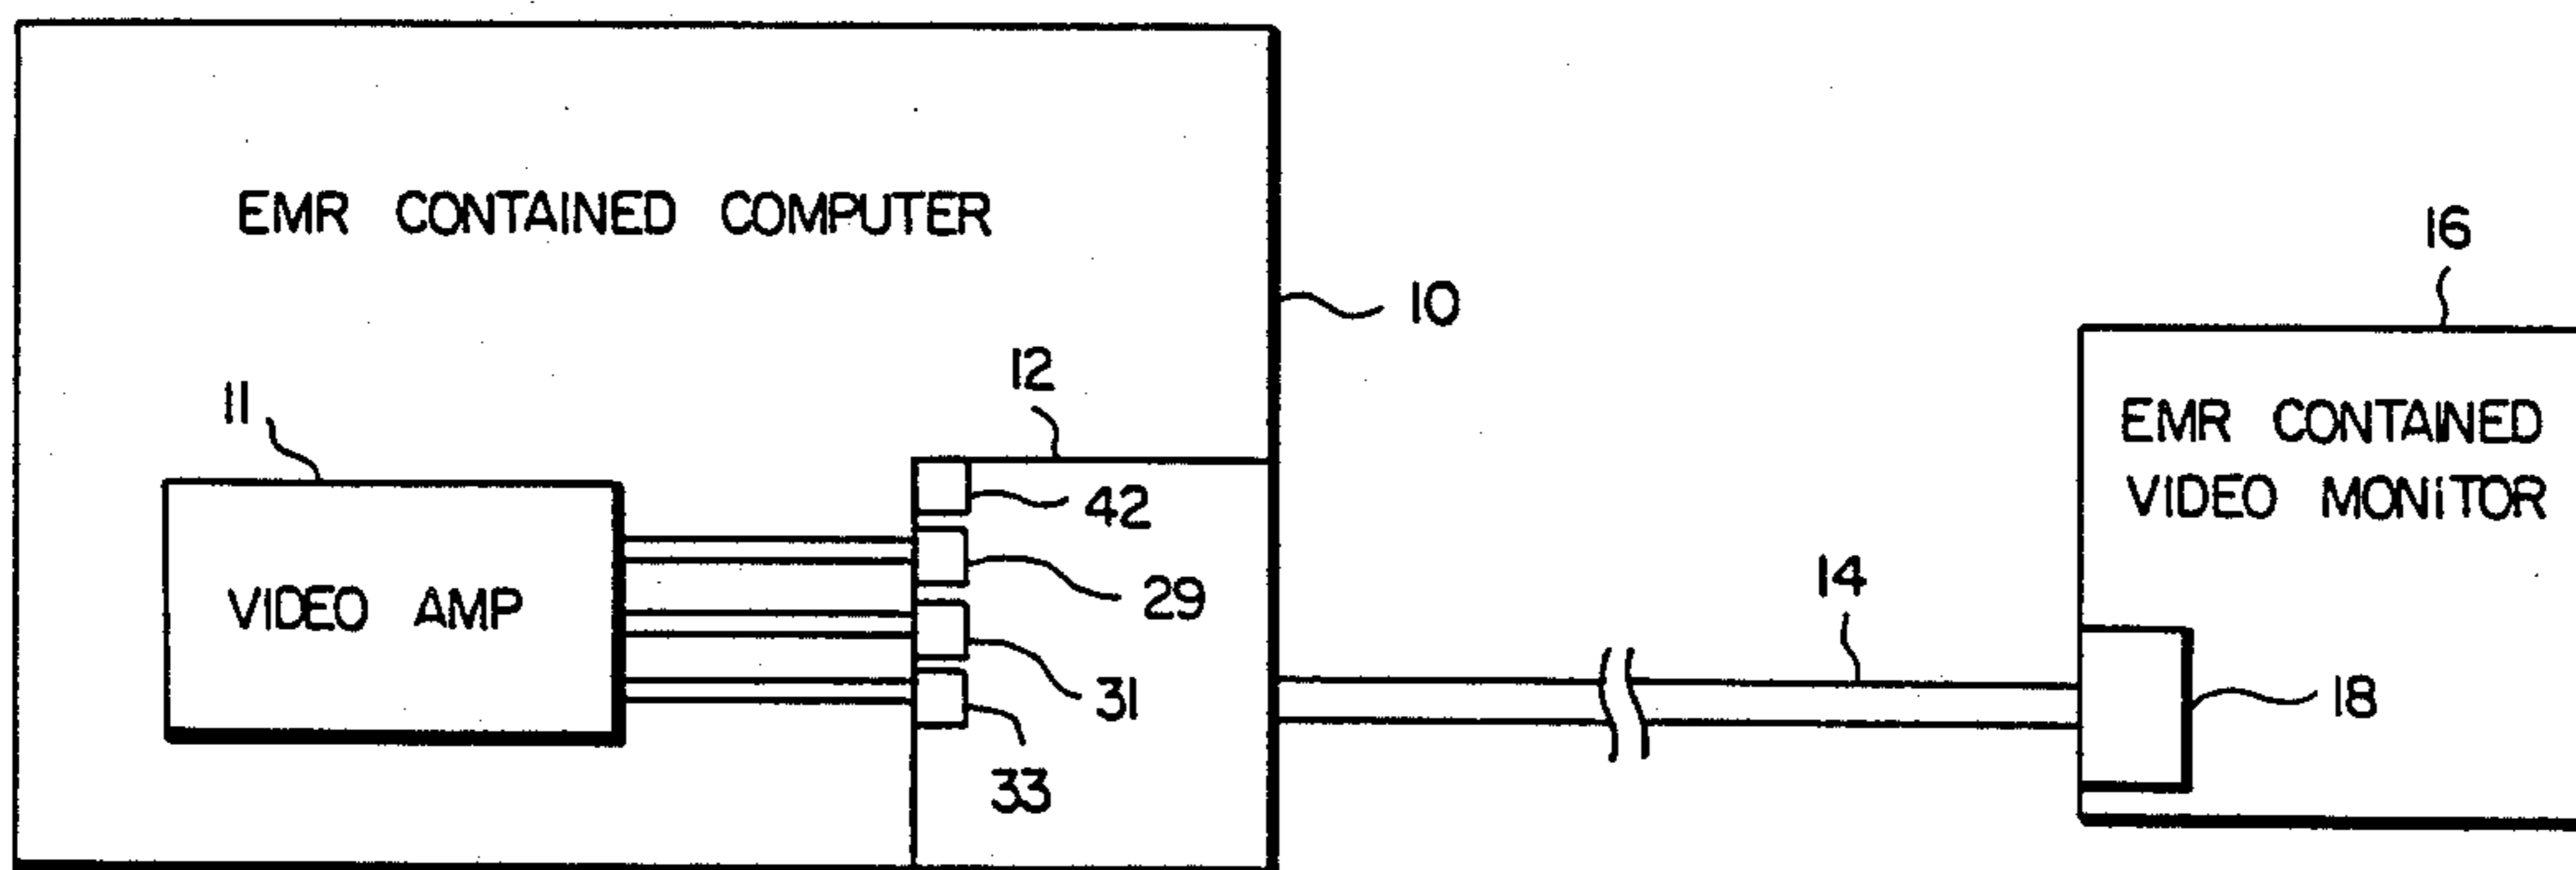 EMR CONTAINED COMPUTER
10
16
EMR CONTAINED
VIDEO MONiTOR
12
11
42
VIDEO AMP
29
31
33
14
18